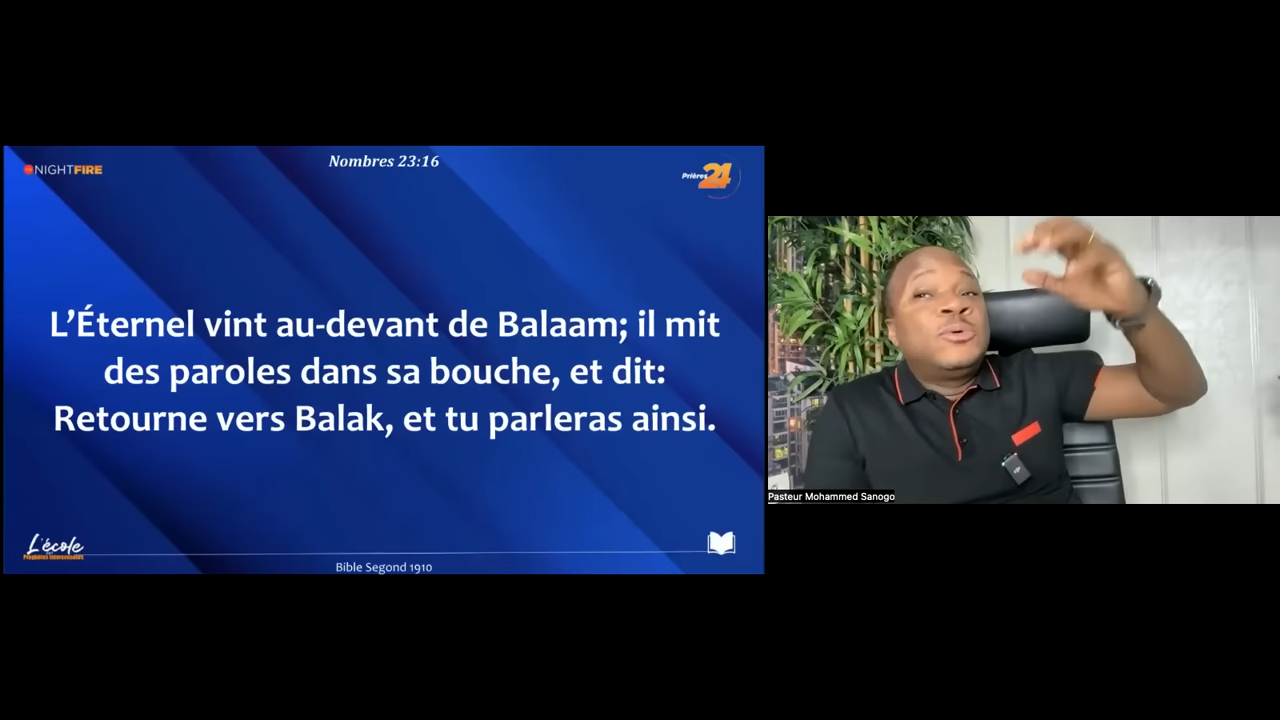 NIGHTFIRE
Nombres 23:16
Prières 24
L'Éternel vint au-devant de Balaam; il mit
des paroles dans sa bouche, et dit:
Retourne vers Balak, et tu parleras ainsi.
L'école
Bible Segond 1910
Pasteur Mohammed Sanogo